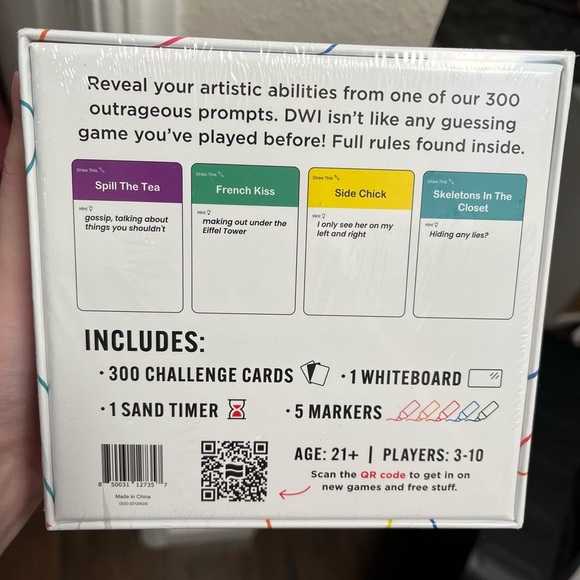 Reveal your artistic abilities from one of our 300
outrageous prompts. DWI isn't like any guessing
game you've played before! Full rules found inside.
Draw This
Spill The Tea
Hint
gossip, talking about
things you shouldn't
Draw This
French Kiss
Hint
making out under the
Eiffel Tower
Draw This
Side Chick
Hint
I only see her on my
left and right
Draw This
Skeletons In The
Closet
Hint
Hiding any lies?
INCLUDES:
• 300 CHALLENGE CARDS
• 1 WHITEBOARD
• 1 SAND TIMER
• 5 MARKERS
8 50031 12735 7
Made in China
AGE: 21+ | PLAYERS: 3-10
Scan the QR code to get in on
new games and free stuff.